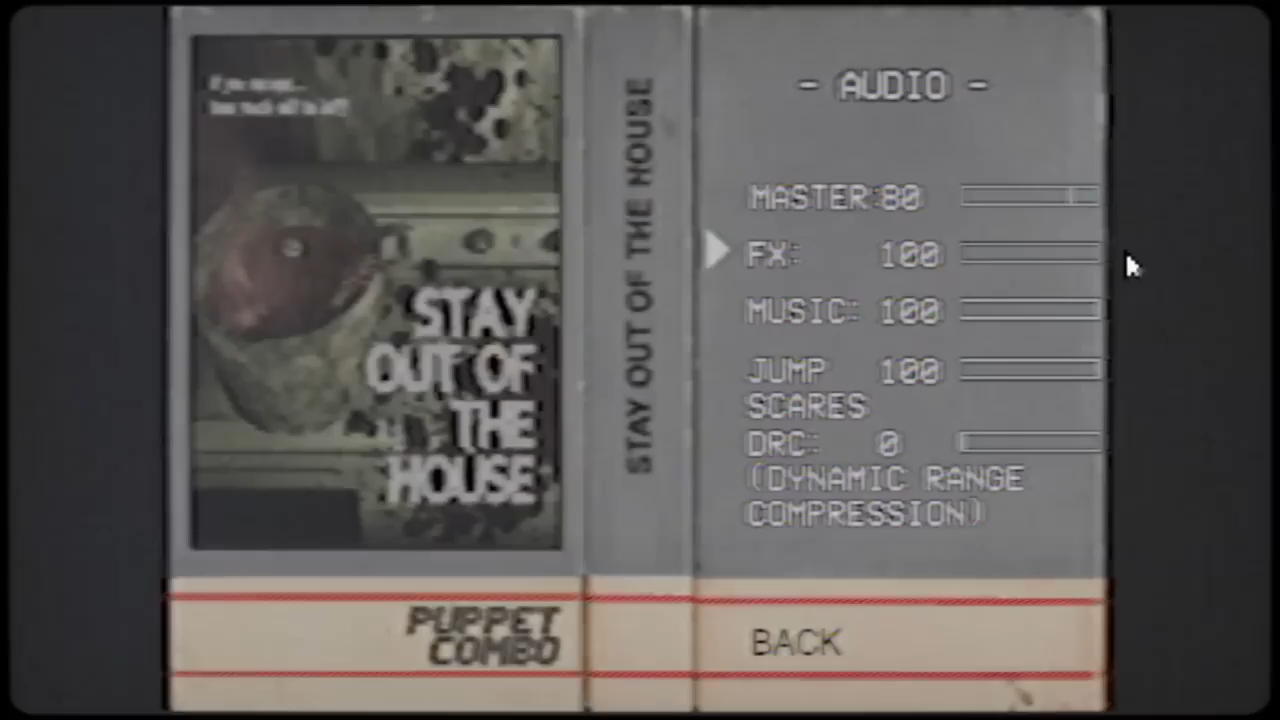 STAY
OUT OF
THE
HOUSE
PUPPET
COMBO
STAY OUT OF THE HOUSE
- AUDIO -
MASTER:80
FX: 100
MUSIC: 100
JUMP 100
SCARES
DRC: 0
(DYNAMIC RANGE
COMPRESSION)
BACK